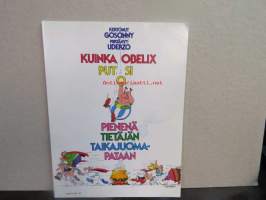 KERTONUT
GOSCINNY
PIIRTÄNYT
UDERZO
KUINKA OBELIX
PUTOSI
PIENENÄ
TIETÄJÄN
TAIKAJUOMA-
PATAAN